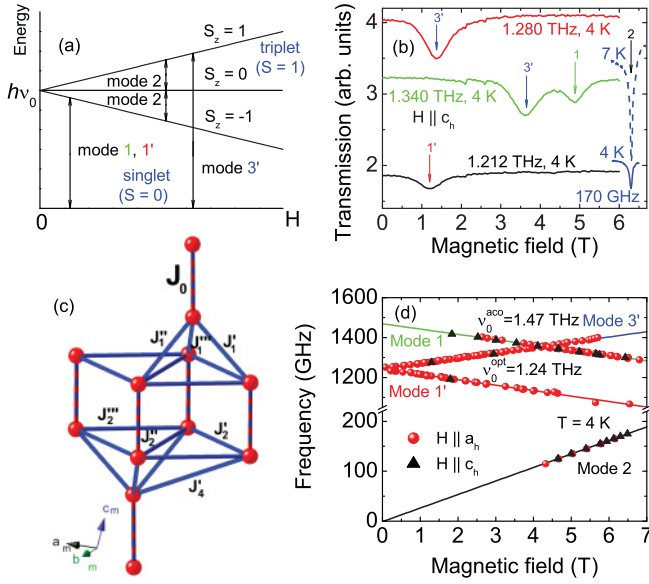 (a)
Energy
S_z = 1
triplet
(S = 1)
mode 2
S_z = 0
hν_0
mode 2
S_z = -1
mode 1, 1'
mode 3'
singlet
(S = 0)
0
H
(b)
Transmission (arb. units)
4
3
2
3'
1.280 THz, 4 K
7 K
2
1.340 THz, 4 K
3'
1
H || c_h
1'
1.212 THz, 4 K
4 K
170 GHz
0 1 2 3 4 5 6 7
Magnetic field (T)
(c)
J_0
J_1''
J_1'''
J_1'
J_2'''
J_2''
J_2'
J_4'
c_m
a_m
b_m
(d)
Frequency (GHz)
1600
1400
1200
200
150
100
50
0
ν_0^aco=1.47 THz
Mode 1
Mode 3'
ν_0^opt=1.24 THz
Mode 1'
T = 4 K
H || a_h
H || c_h
Mode 2
0 1 2 3 4 5 6 7
Magnetic field (T)